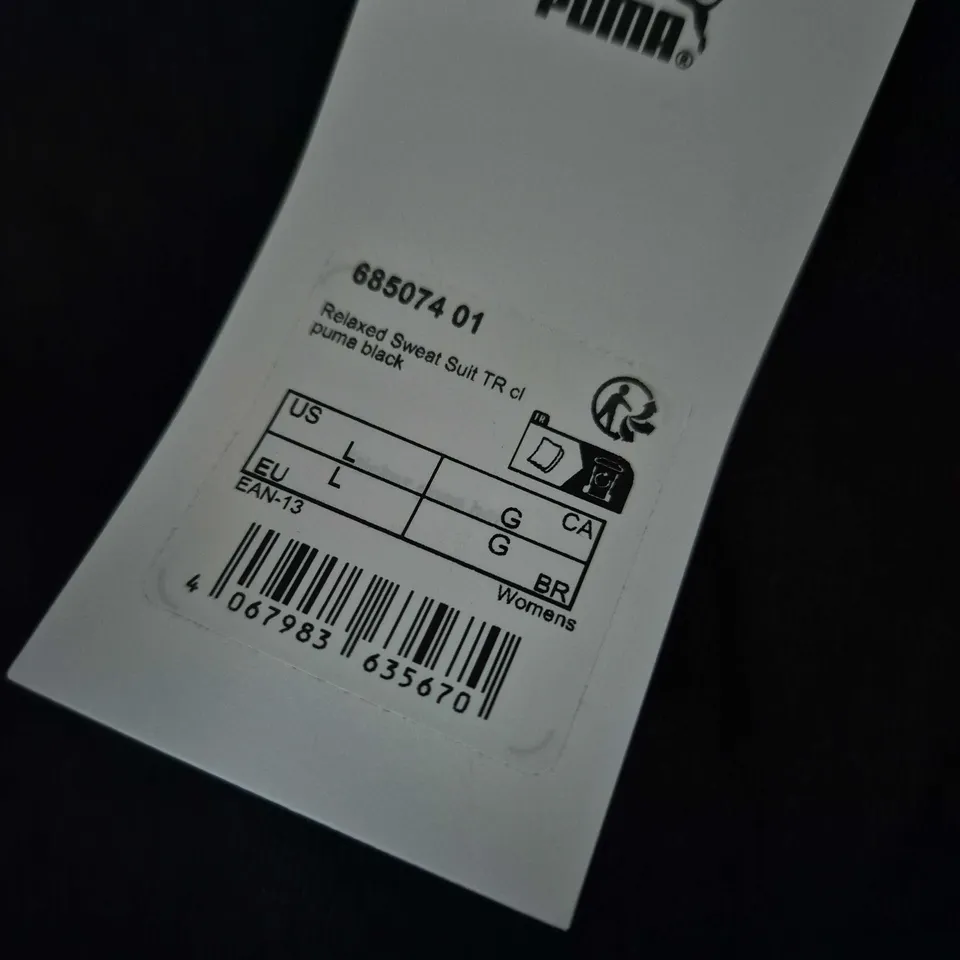 PUMA®
685074 01
Relaxed Sweat Suit TR cl
puma black
FR
US L G CA
EU L G BR
EAN-13
Womens
4 067983 635670